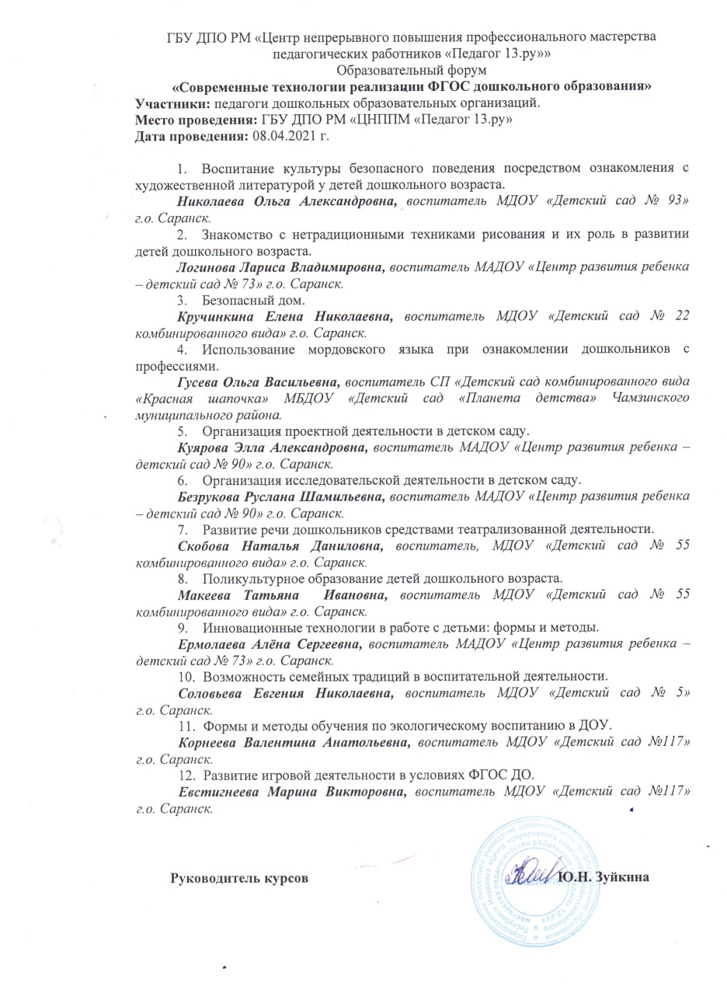 ГБУ ДПО РМ «Центр непрерывного повышения профессионального мастерства
педагогических работников «Педагог 13.ру»»
Образовательный форум
«Современные технологии реализации ФГОС дошкольного образования»
Участники: педагоги дошкольных образовательных организаций.
Место проведения: ГБУ ДПО РМ «ЦНППМ «Педагог 13.ру»
Дата проведения: 08.04.2021 г.
1. Воспитание культуры безопасного поведения посредством ознакомления с
художественной литературой у детей дошкольного возраста.
Николаева Ольга Александровна, воспитатель МДОУ «Детский сад № 93»
г.о. Саранск.
2. Знакомство с нетрадиционными техниками рисования и их роль в развитии
детей дошкольного возраста.
Логинова Лариса Владимировна, воспитатель МАДОУ «Центр развития ребенка
– детский сад № 73» г.о. Саранск.
3. Безопасный дом.
Кручинкина Елена Николаевна, воспитатель МДОУ «Детский сад № 22
комбинированного вида» г.о. Саранск.
4. Использование мордовского языка при ознакомлении дошкольников с
профессиями.
Гусева Ольга Васильевна, воспитатель СП «Детский сад комбинированного вида
«Красная шапочка» МБДОУ «Детский сад «Планета детства» Чамзинского
муниципального района.
5. Организация проектной деятельности в детском саду.
Куярова Элла Александровна, воспитатель МАДОУ «Центр развития ребенка –
детский сад № 90» г.о. Саранск.
6. Организация исследовательской деятельности в детском саду.
Безрукова Руслана Шамильевна, воспитатель МАДОУ «Центр развития ребенка
– детский сад № 90» г.о. Саранск.
7. Развитие речи дошкольников средствами театрализованной деятельности.
Скобова Наталья Даниловна, воспитатель, МДОУ «Детский сад № 55
комбинированного вида» г.о. Саранск.
8. Поликультурное образование детей дошкольного возраста.
Макеева Татьяна Ивановна, воспитатель МДОУ «Детский сад № 55
комбинированного вида» г.о. Саранск.
9. Инновационные технологии в работе с детьми: формы и методы.
Ермолаева Алёна Сергеевна, воспитатель МАДОУ «Центр развития ребенка –
детский сад № 73» г.о. Саранск.
10. Возможность семейных традиций в воспитательной деятельности.
Соловьева Евгения Николаевна, воспитатель МДОУ «Детский сад № 5»
г.о. Саранск.
11. Формы и методы обучения по экологическому воспитанию в ДОУ.
Корнеева Валентина Анатольевна, воспитатель МДОУ «Детский сад №117»
г.о. Саранск.
12. Развитие игровой деятельности в условиях ФГОС ДО.
Евстигнеева Марина Викторовна, воспитатель МДОУ «Детский сад №117»
г.о. Саранск.
Руководитель курсов Ю.Н. Зуйкина